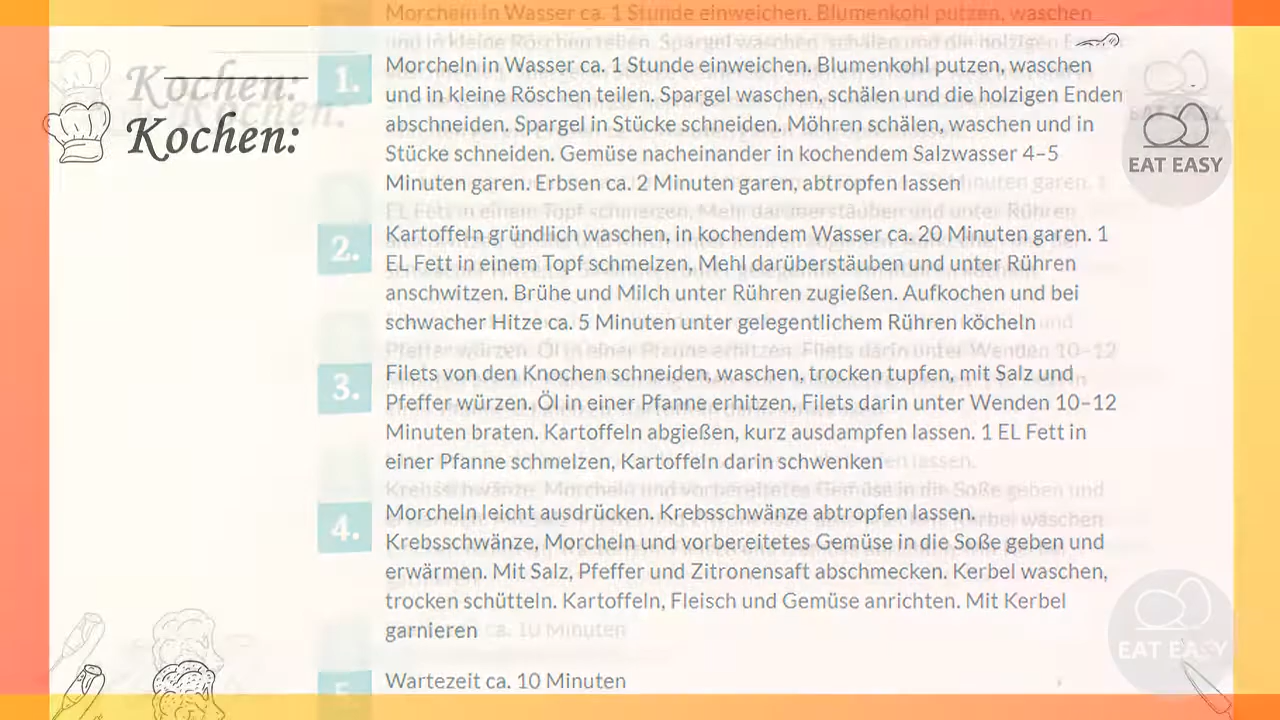 Kochen:
1.
Morcheln in Wasser ca. 1 Stunde einweichen. Blumenkohl putzen, waschen
und in kleine Röschen teilen. Spargel waschen, schälen und die holzigen Enden
abschneiden. Spargel in Stücke schneiden. Möhren schälen, waschen und in
Stücke schneiden. Gemüse nacheinander in kochendem Salzwasser 4–5
Minuten garen. Erbsen ca. 2 Minuten garen, abtropfen lassen
2.
Kartoffeln gründlich waschen, in kochendem Wasser ca. 20 Minuten garen. 1
EL Fett in einem Topf schmelzen, Mehl darüberstäuben und unter Rühren
anschwitzen. Brühe und Milch unter Rühren zugießen. Aufkochen und bei
schwacher Hitze ca. 5 Minuten unter gelegentlichem Rühren köcheln
3.
Filets von den Knochen schneiden, waschen, trocken tupfen, mit Salz und
Pfeffer würzen. Öl in einer Pfanne erhitzen, Filets darin unter Wenden 10–12
Minuten braten. Kartoffeln abgießen, kurz ausdampfen lassen. 1 EL Fett in
einer Pfanne schmelzen, Kartoffeln darin schwenken
4.
Morcheln leicht ausdrücken. Krebsschwänze abtropfen lassen.
Krebsschwänze, Morcheln und vorbereitetes Gemüse in die Soße geben und
erwärmen. Mit Salz, Pfeffer und Zitronensaft abschmecken. Kerbel waschen,
trocken schütteln. Kartoffeln, Fleisch und Gemüse anrichten. Mit Kerbel
garnieren
5.
Wartezeit ca. 10 Minuten
EAT EASY
EAT EASY